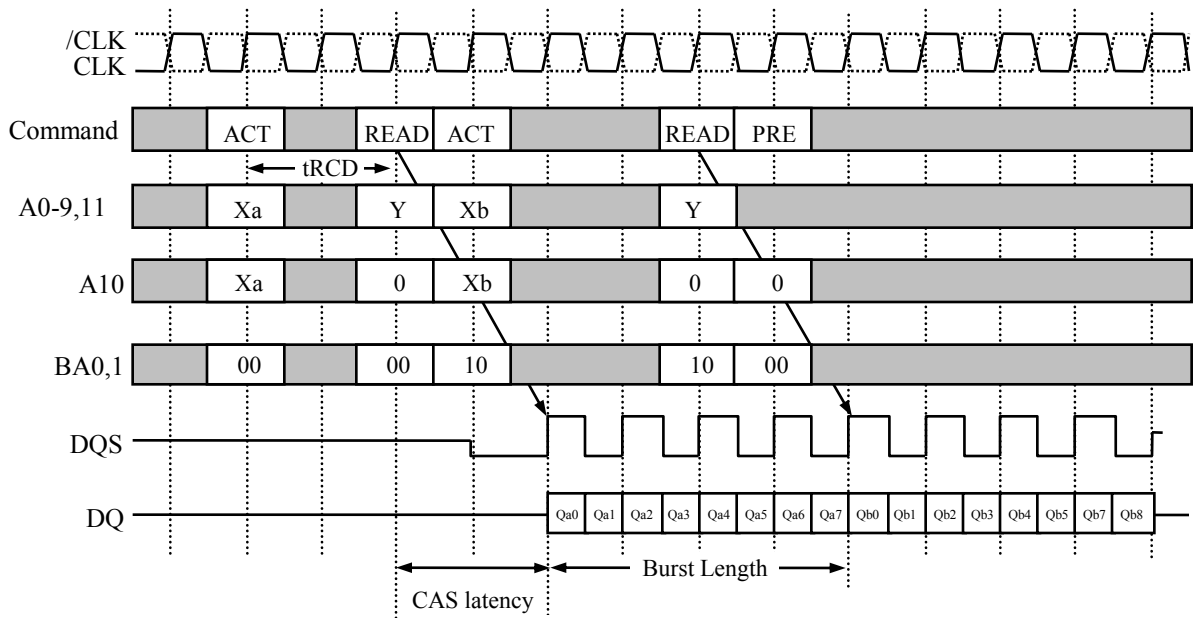 /CLK
CLK
Command ACT READ ACT READ PRE
tRCD
A0-9,11 Xa Y Xb Y
A10 Xa 0 Xb 0 0
BA0,1 00 00 10 10 00
DQS
DQ Qa0 Qa1 Qa2 Qa3 Qa4 Qa5 Qa6 Qa7 Qb0 Qb1 Qb2 Qb3 Qb4 Qb5 Qb7 Qb8
Burst Length
CAS latency